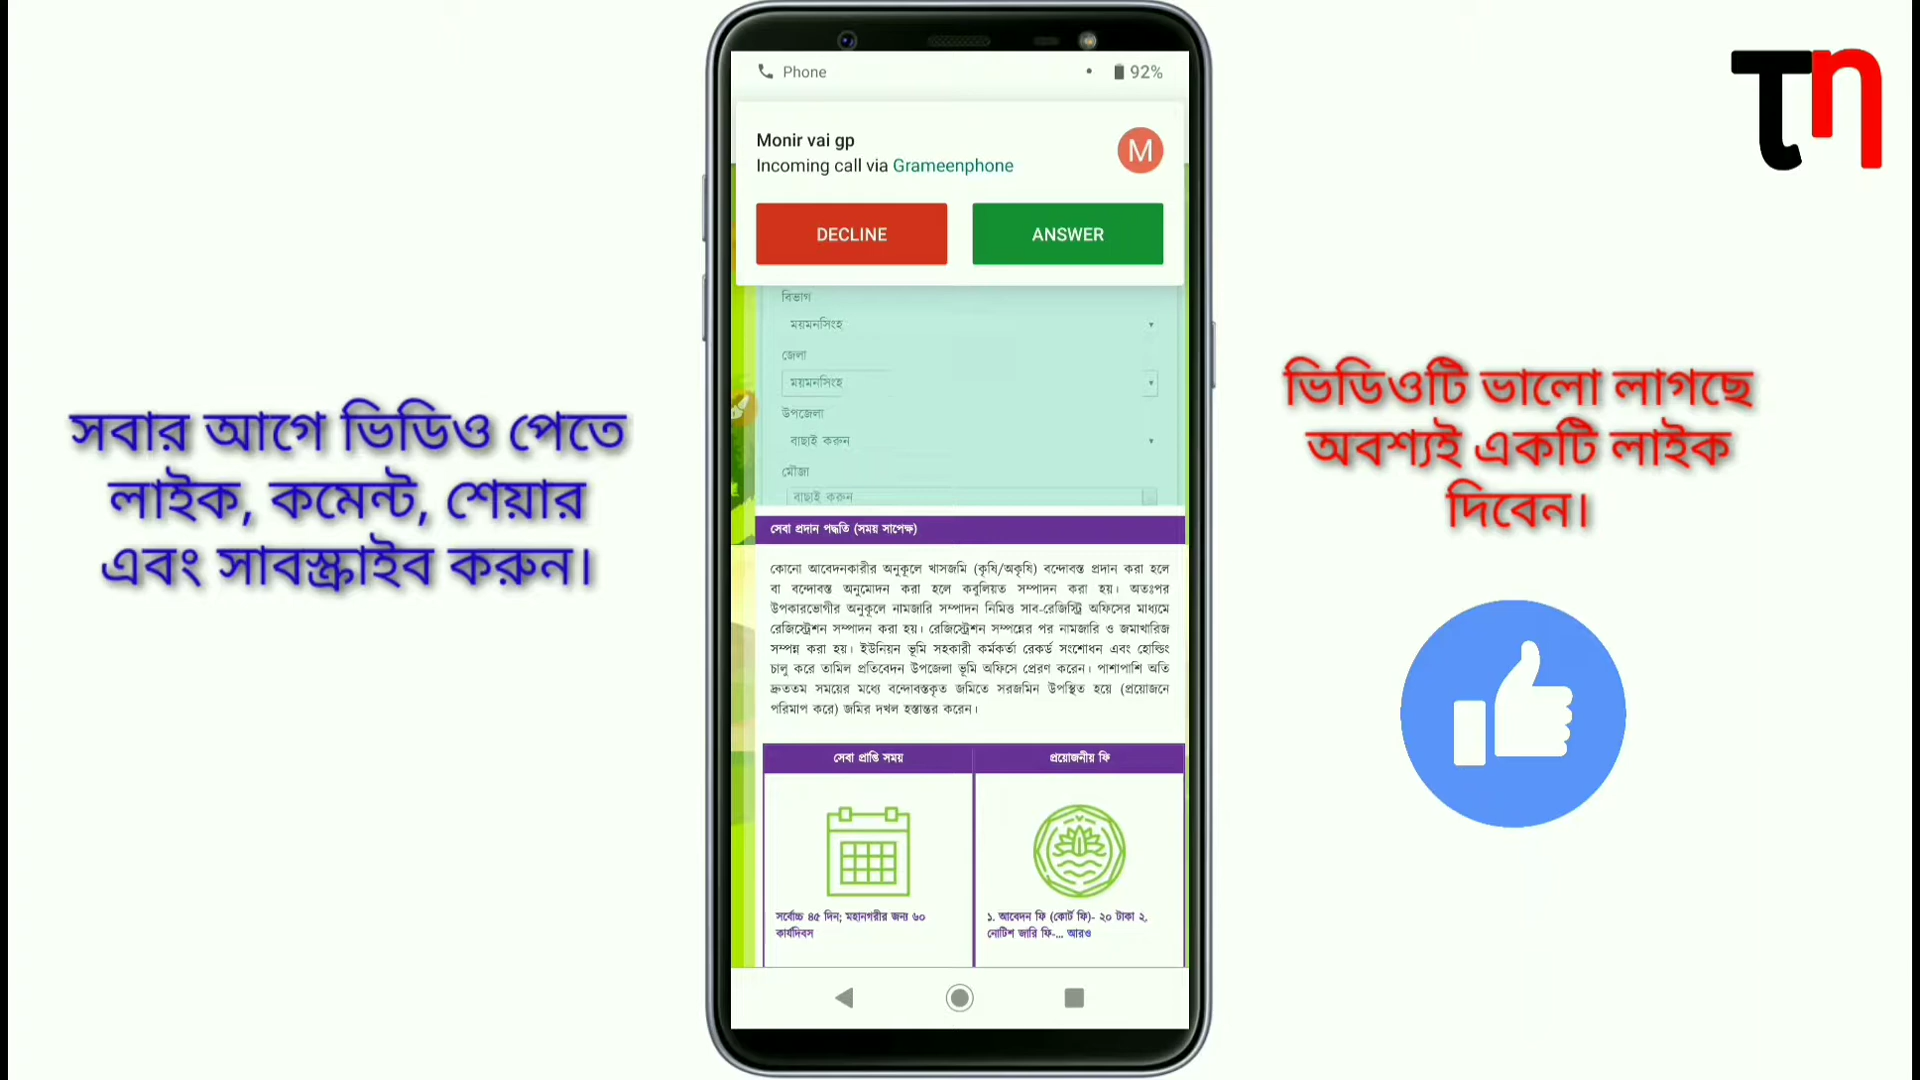 Phone
92%
Monir vai gp
Incoming call via Grameenphone
M
DECLINE
ANSWER
বিভাগ
ময়মনসিংহ
জেলা
ময়মনসিংহ
উপজেলা
বাছাই করুন
মৌজা
বাছাই করুন
সেবা প্রদান পদ্ধতি (সময় সাপেক্ষ)
কোনো আবেদনকারীর অনুকূলে খাসজমি (কৃষি/অকৃষি) বন্দোবস্ত প্রদান করা হলে
বা বন্দোবস্ত অনুমোদন করা হলে কবুলিয়ত সম্পাদন করা হয়। অতঃপর
উপকারভোগীর অনুকূলে নামজারি সম্পাদন নিমিত্ত সাব-রেজিস্ট্রি অফিসের মাধ্যমে
রেজিস্ট্রেশন সম্পাদন করা হয়। রেজিস্ট্রেশন সম্পন্নের পর নামজারি ও জমাখারিজ
সম্পন্ন করা হয়। ইউনিয়ন ভূমি সহকারী কর্মকর্তা রেকর্ড সংশোধন এবং হোল্ডিং
চালু করে তামিল প্রতিবেদন উপজেলা ভূমি অফিসে প্রেরণ করেন। পাশাপাশি অতি
দ্রুততম সময়ের মধ্যে বন্দোবস্তকৃত জমিতে সরজমিন উপস্থিত হয়ে (প্রয়োজনে
পরিমাপ করে) জমির দখল হস্তান্তর করেন।
সেবা প্রাপ্তি সময়
প্রয়োজনীয় ফি
সর্বোচ্চ ৪৫ দিন; মহানগরীর জন্য ৬০
কার্যদিবস
১. আবেদন ফি (কোর্ট ফি)- ২০ টাকা ২.
নোটিশ জারি ফি-... আরও
সবার আগে ভিডিও পেতে
লাইক, কমেন্ট, শেয়ার
এবং সাবস্ক্রাইব করুন।
ভিডিওটি ভালো লাগছে
অবশ্যই একটি লাইক
দিবেন।
Tn